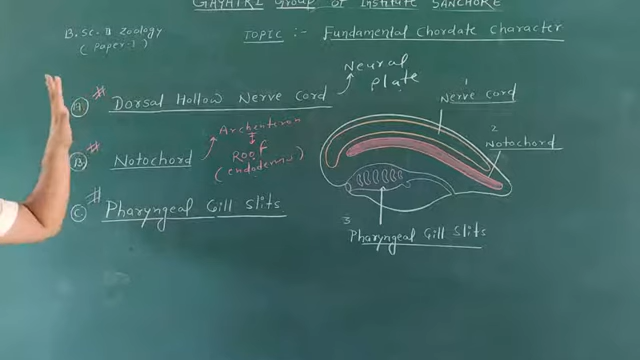 GAYATRI Group of Institute SANCHORE
B.Sc. II Zoology
(Paper-I)
TOPIC :- Fundamental Chordate Character
Neural
Plate
(A) # Dorsal Hollow Nerve Cord
Archenteron
(B) # Notochord
Roof
(endoderms)
(C) # Pharyngeal Gill Slits
1
Nerve Cord
2
Notochord
3
Pharyngeal Gill Slits